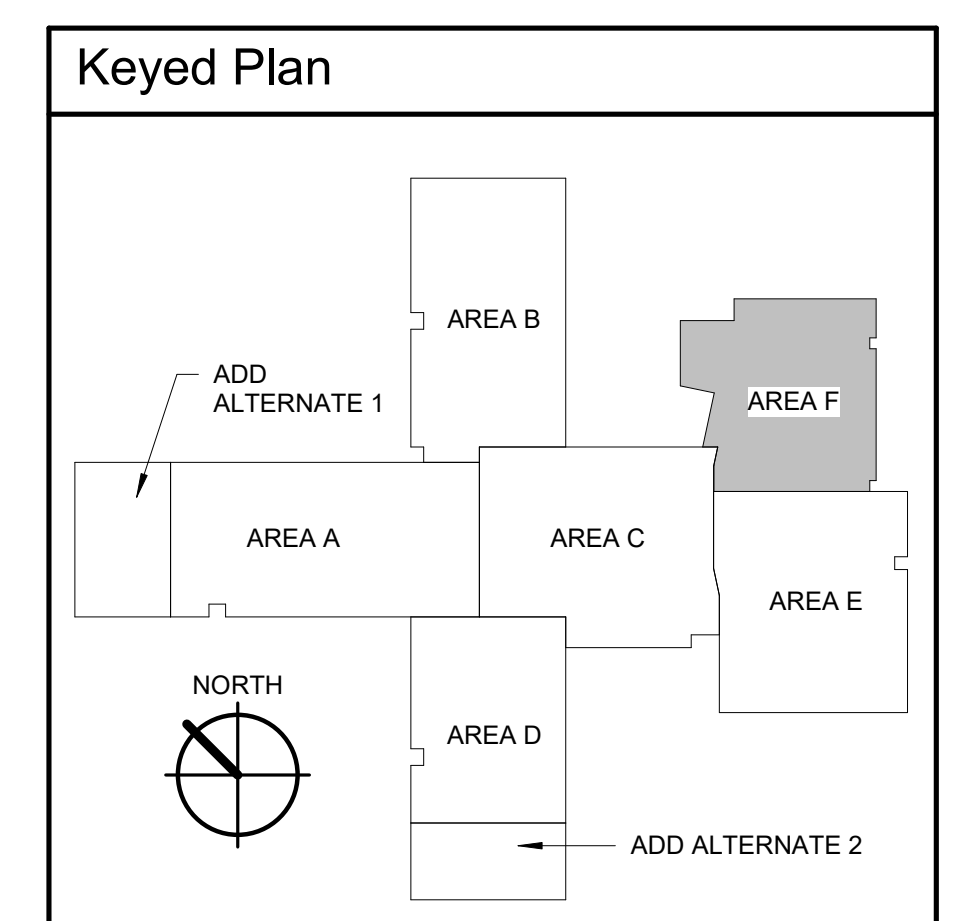 Keyed Plan
AREA B
ADD
ALTERNATE 1
AREA F
AREA A
AREA C
AREA E
NORTH
AREA D
ADD ALTERNATE 2